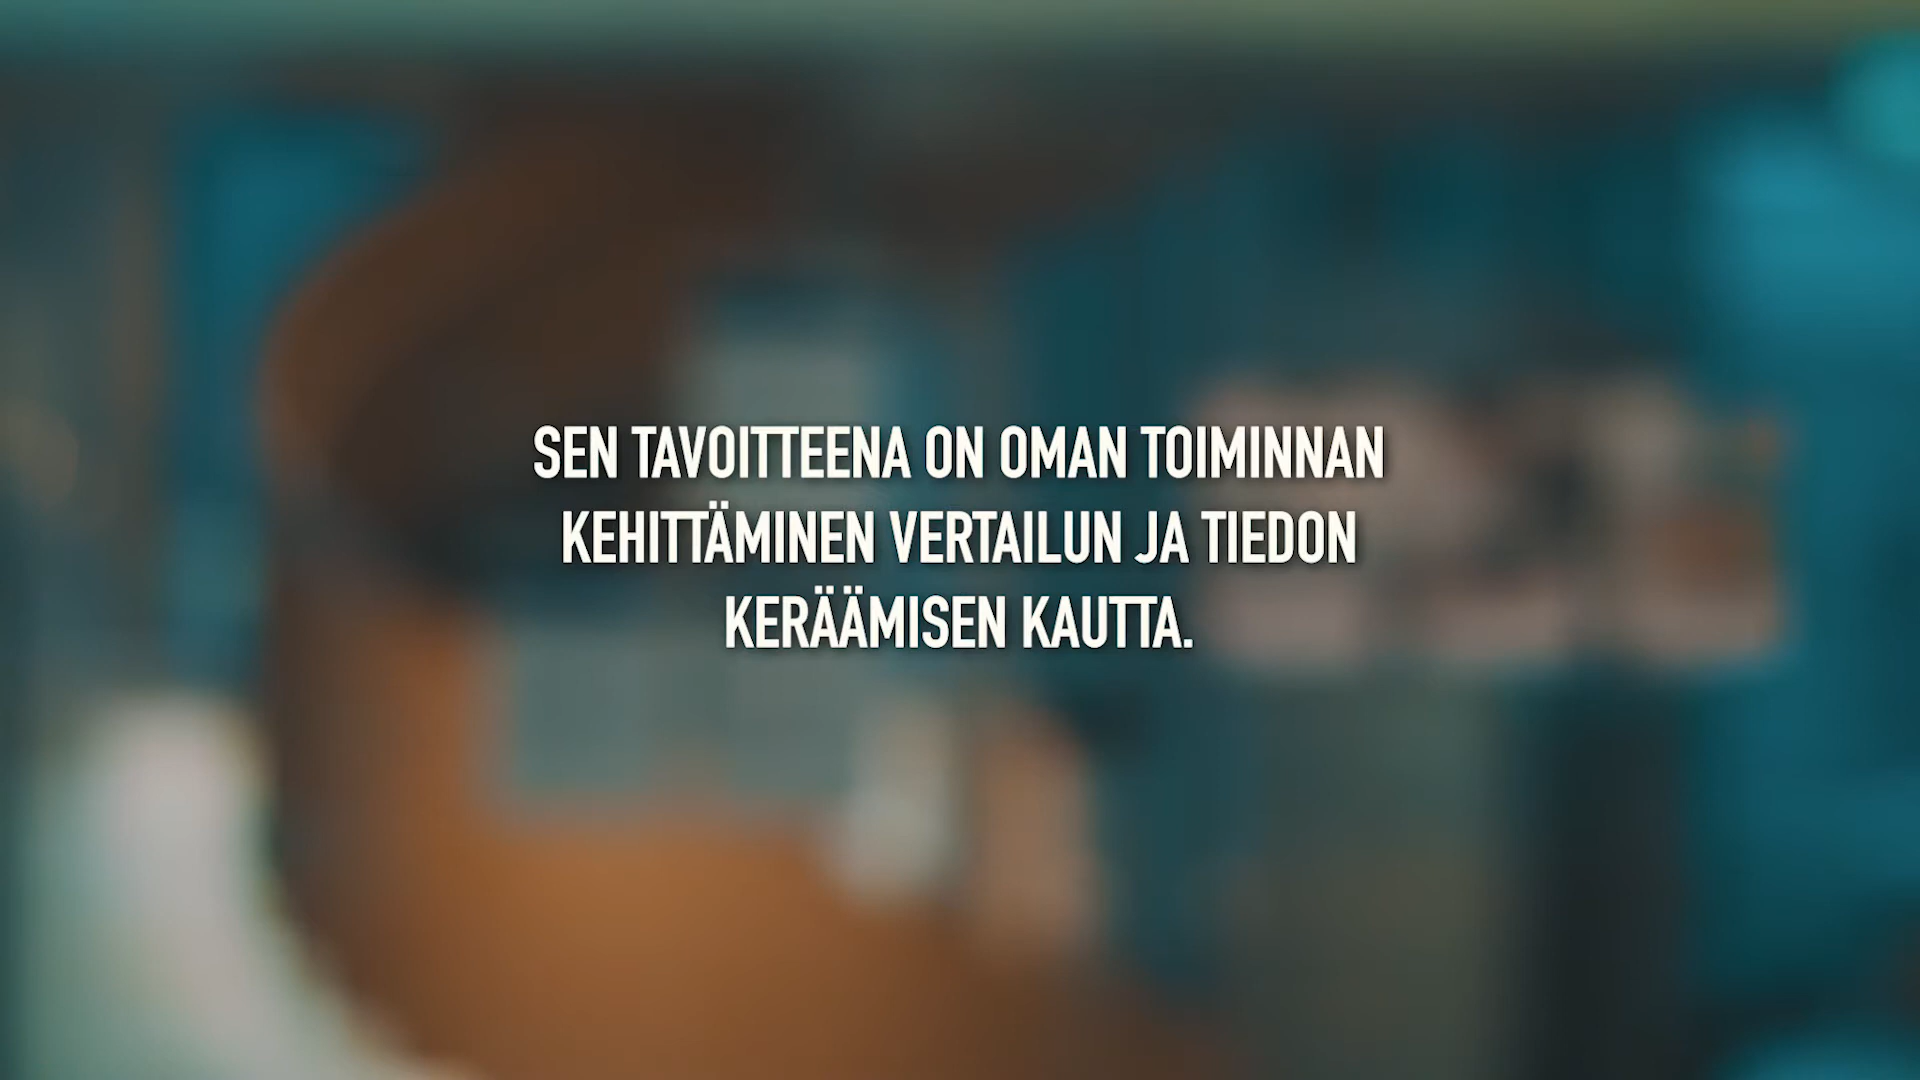 SEN TAVOITTEENA ON OMAN TOIMINNAN
KEHITTÄMINEN VERTAILUN JA TIEDON
KERÄÄMISEN KAUTTA.